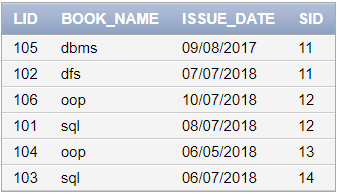 LID BOOK_NAME ISSUE_DATE SID
105 dbms 09/08/2017 11
102 dfs 07/07/2018 11
106 oop 10/07/2018 12
101 sql 08/07/2018 12
104 oop 06/05/2018 13
103 sql 06/07/2018 14